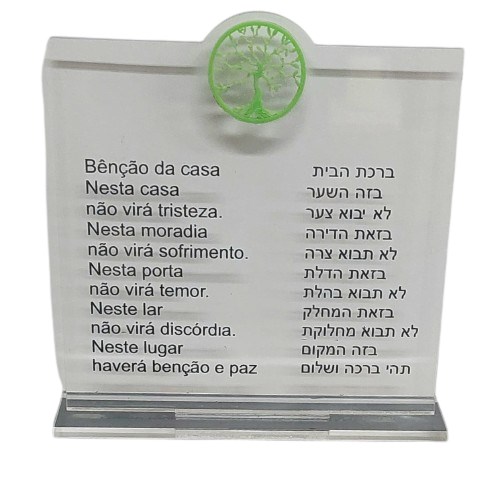 Bênção da casa ברכת הבית
Nesta casa בזה השער
não virá tristeza. לא יבוא צער
Nesta moradia בזאת הדירה
não virá sofrimento. לא תבוא צרה
Nesta porta בזאת הדלת
não virá temor. לא תבוא בהלת
Neste lar בזאת המחלק
não virá discórdia. לא תבוא מחלוקת
Neste lugar בזה המקום
haverá benção e paz תהי ברכה ושלום